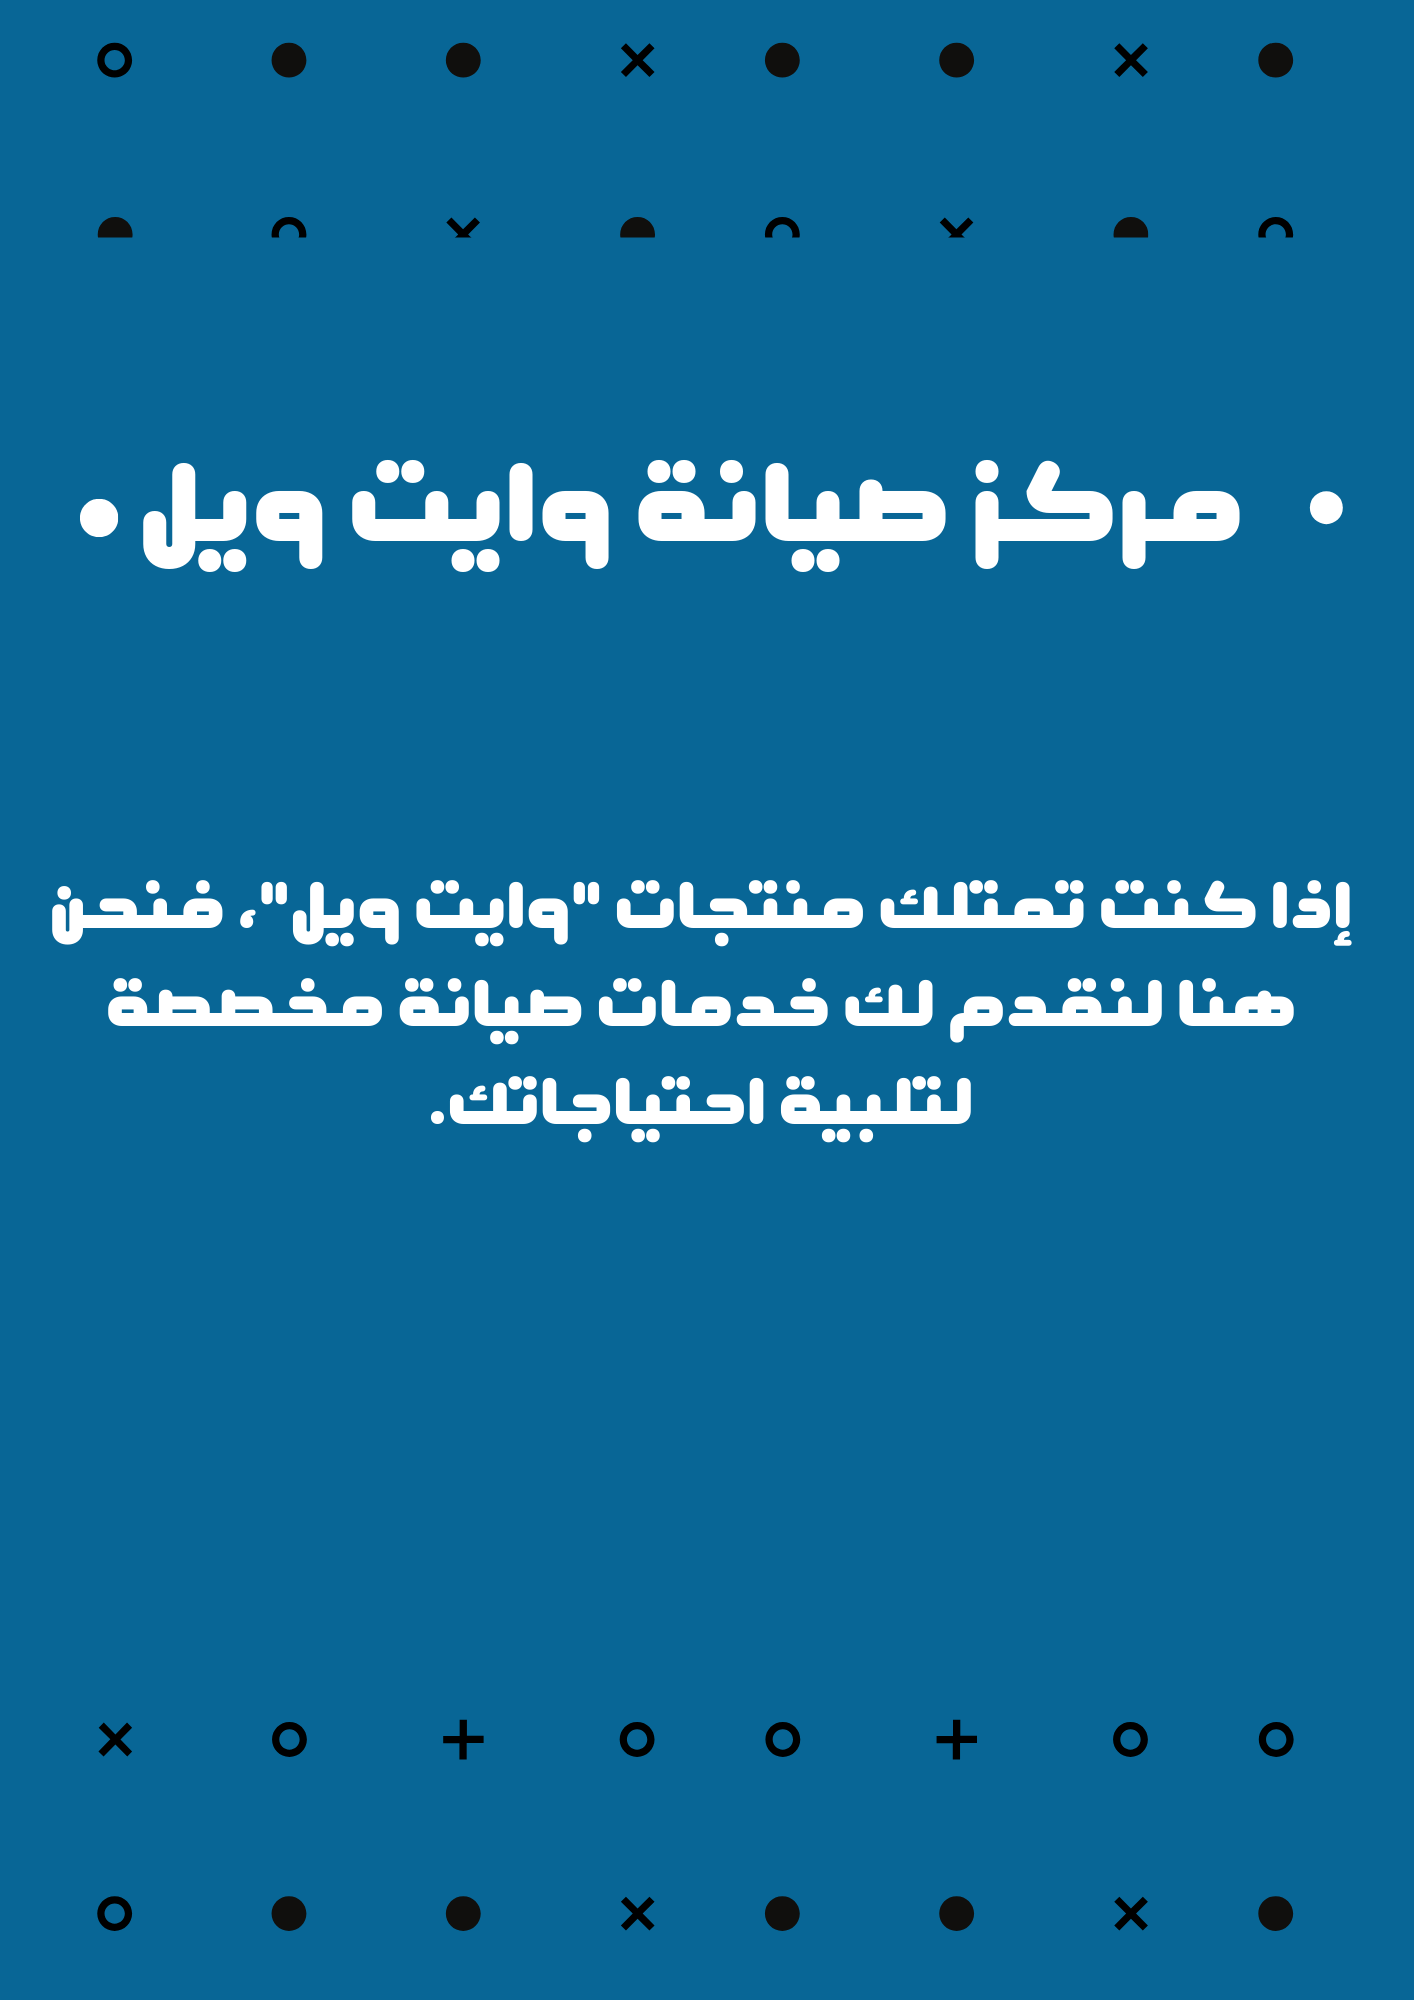 • مركز صيانة وايت ويل•
إذا كنت تمتلك منتجات "وايت ويل"، فنحن
هنا لنقدم لك خدمات صيانة مخصصة
لتلبية احتياجاتك.